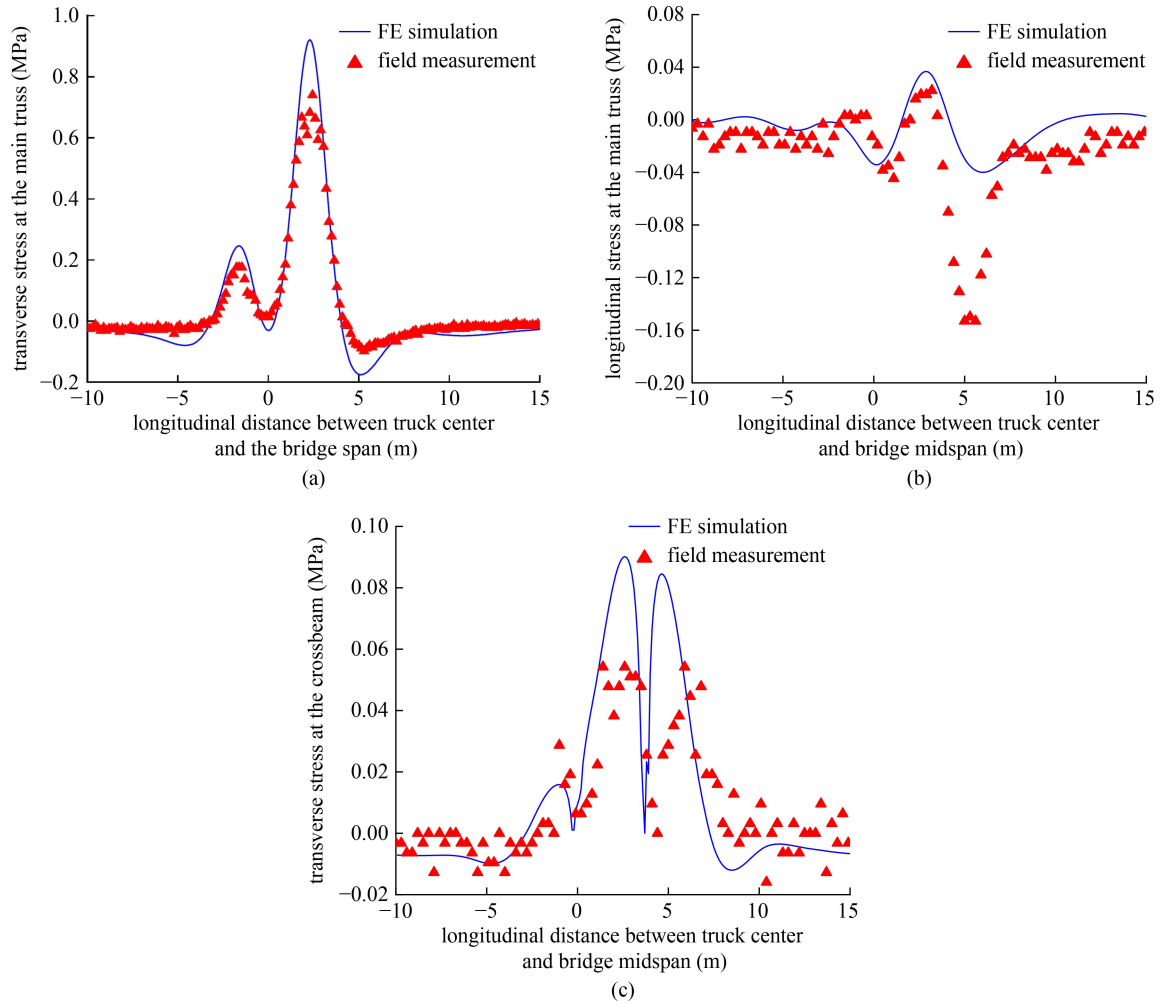 transverse stress at the main truss (MPa)
1.0
0.8
0.6
0.4
0.2
0.0
−0.2
FE simulation
field measurement
−10
−5
0
5
10
15
longitudinal distance between truck center
and the bridge span (m)
(a)
longitudinal stress at the main truss (MPa)
0.08
0.04
0.00
−0.04
−0.08
−0.12
−0.16
−0.20
FE simulation
field measurement
−10
−5
0
5
10
15
longitudinal distance between truck center
and bridge midspan (m)
(b)
transverse stress at the crossbeam (MPa)
0.10
0.08
0.06
0.04
0.02
0.00
−0.02
FE simulation
field measurement
−10
−5
0
5
10
15
longitudinal distance between truck center
and bridge midspan (m)
(c)